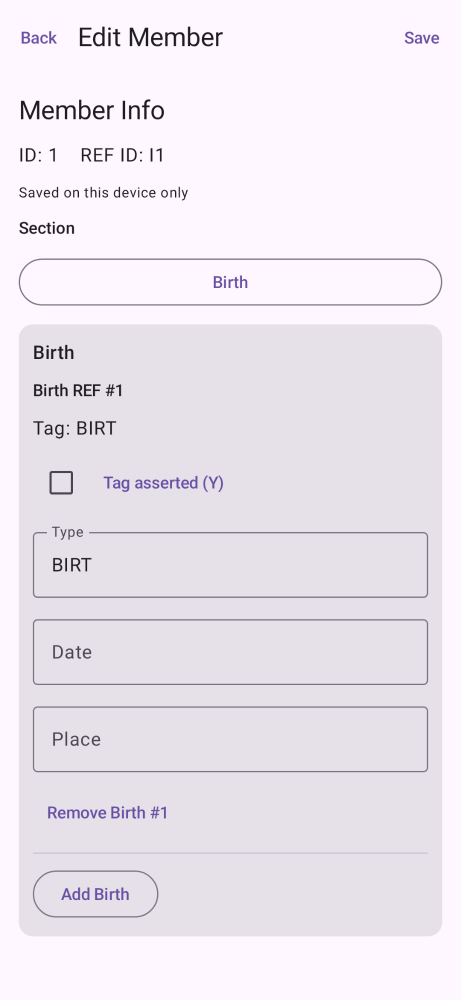 Back Edit Member Save
Member Info
ID: 1 REF ID: I1
Saved on this device only
Section
Birth
Birth
Birth REF #1
Tag: BIRT
Tag asserted (Y)
Type
BIRT
Date
Place
Remove Birth #1
Add Birth